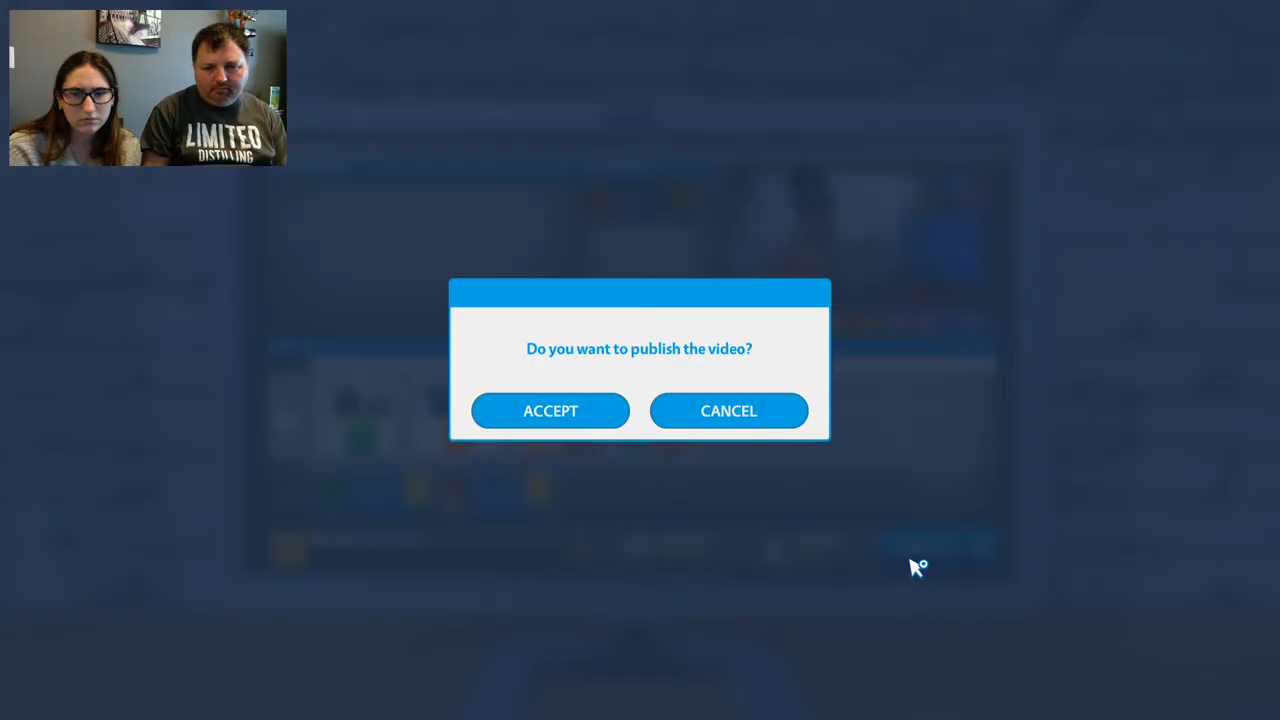 LIMITED
DISTILLING
Do you want to publish the video?
ACCEPT
CANCEL